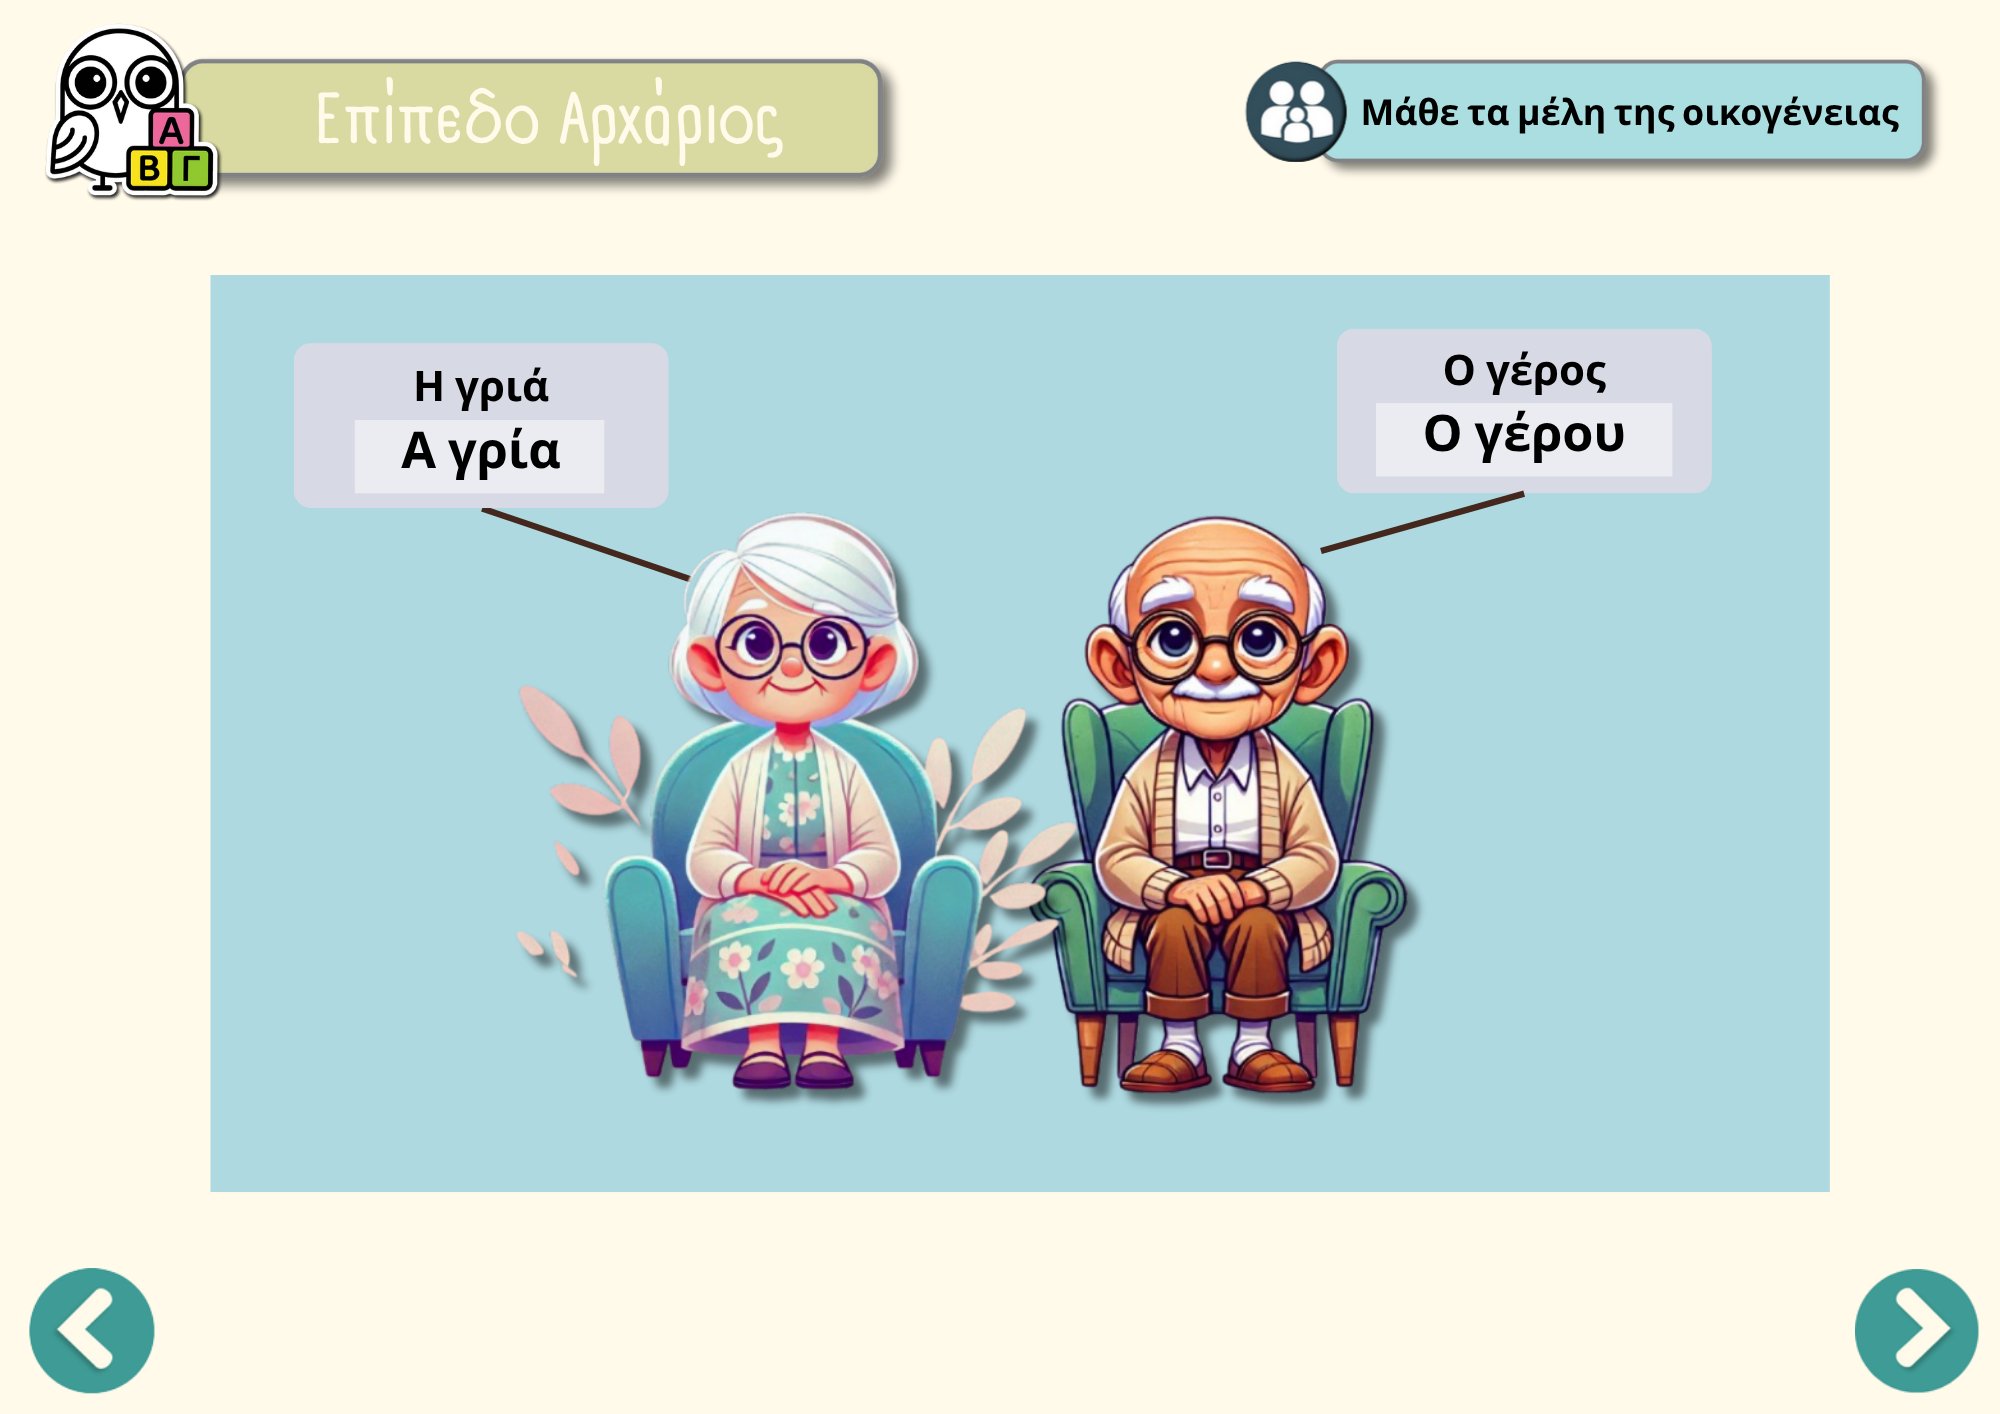 Α
Β Γ
Επίπεδο Αρχάριος
Μάθε τα μέλη της οικογένειας
Η γριά
Α γρία
Ο γέρος
Ο γέρου